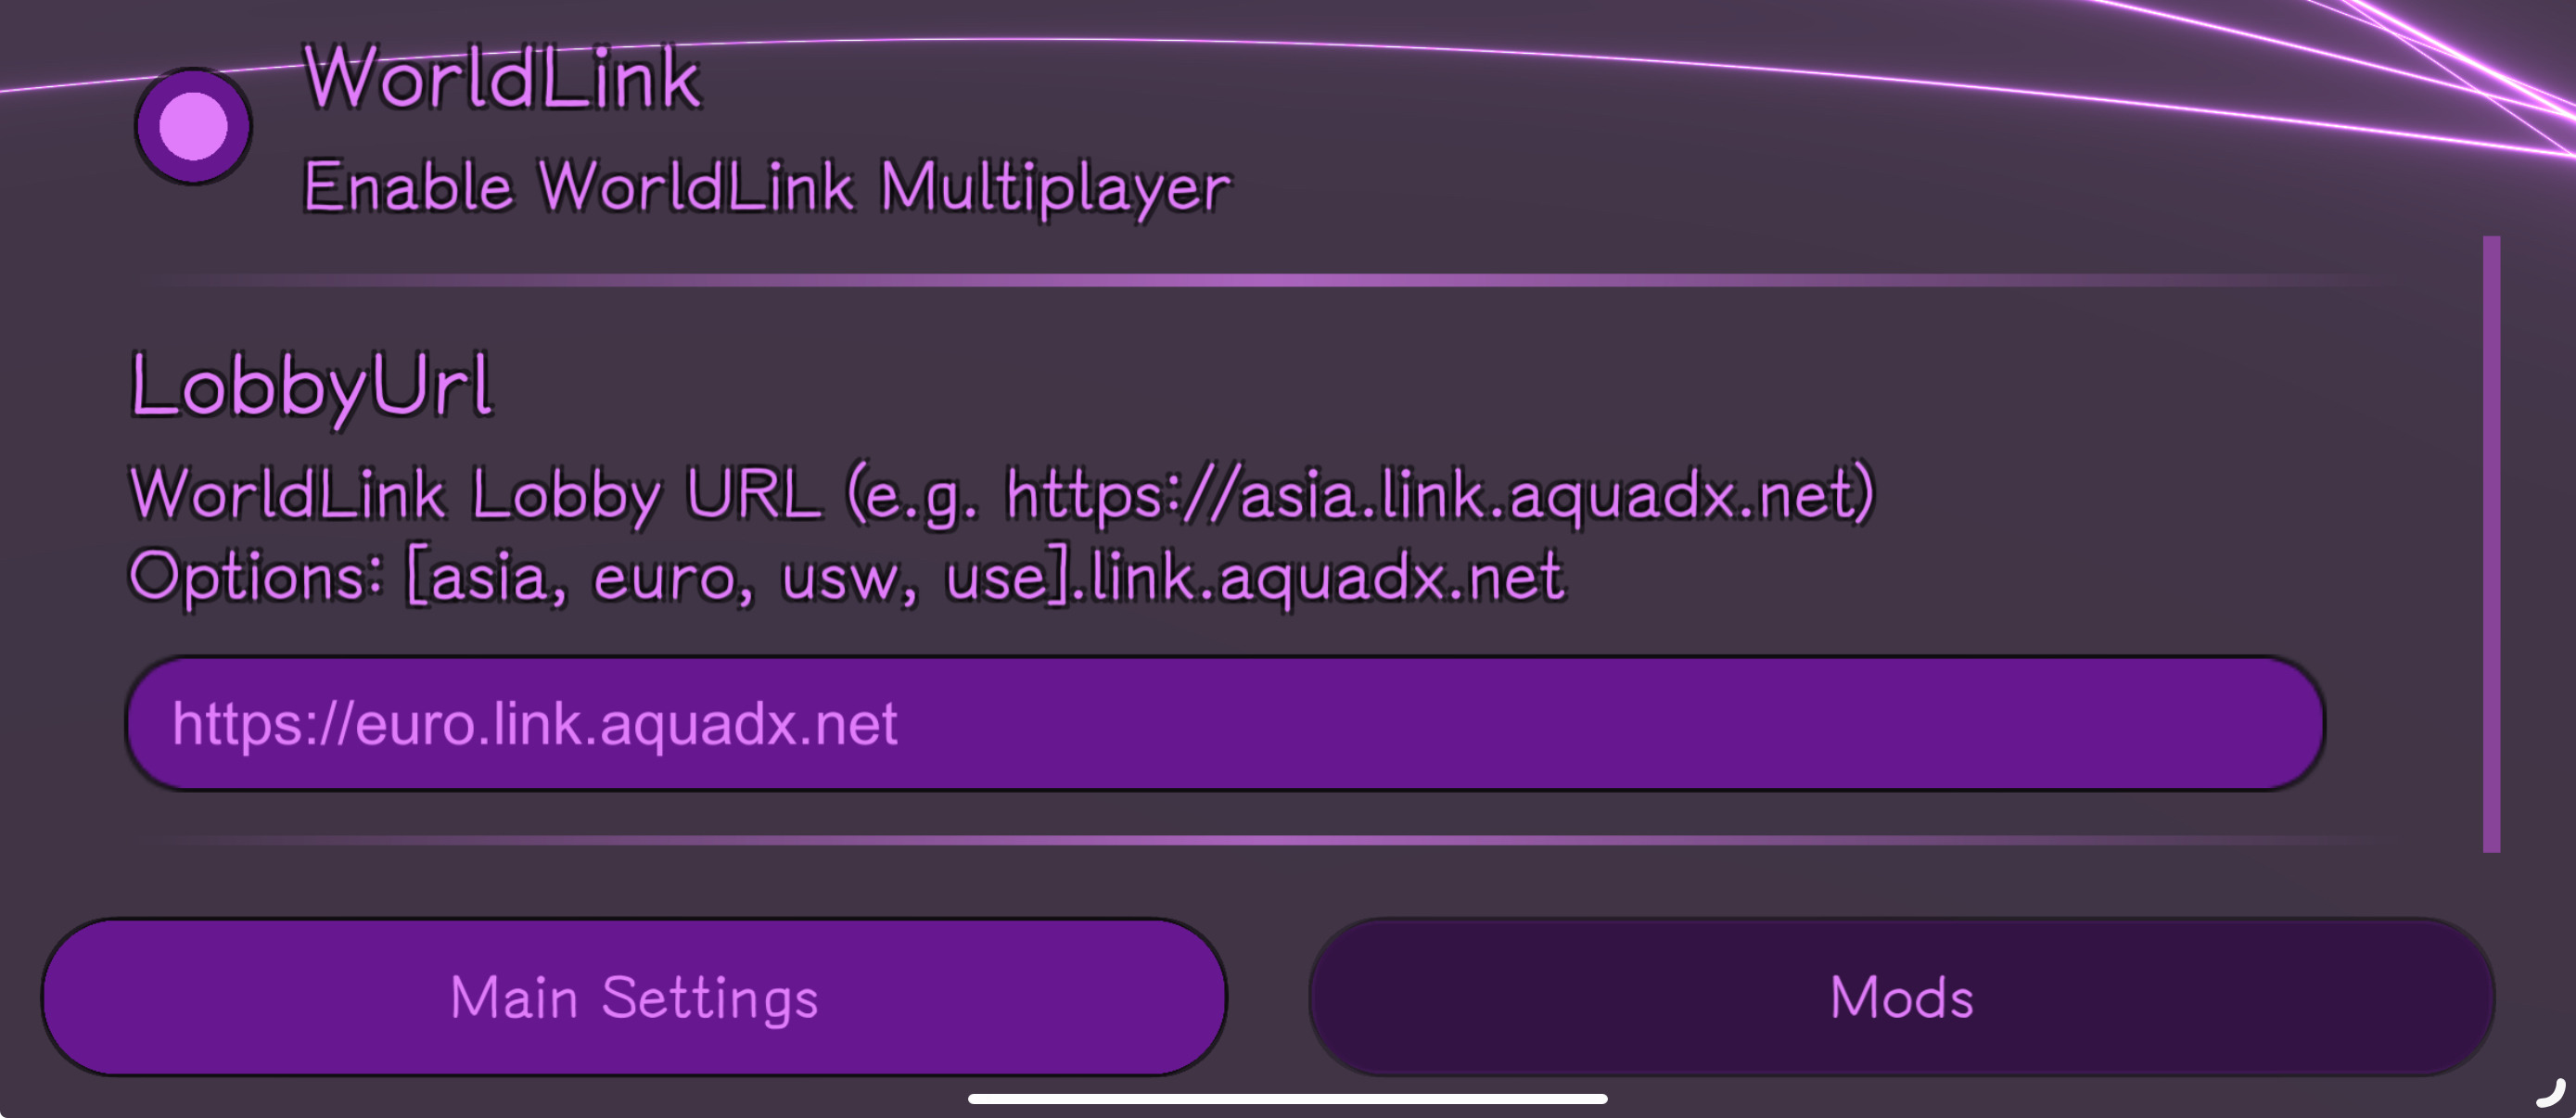 WorldLink
Enable WorldLink Multiplayer
LobbyUrl
WorldLink Lobby URL (e.g. https://asia.link.aquadx.net)
Options: [asia, euro, usw, use].link.aquadx.net
https://euro.link.aquadx.net
Main Settings
Mods